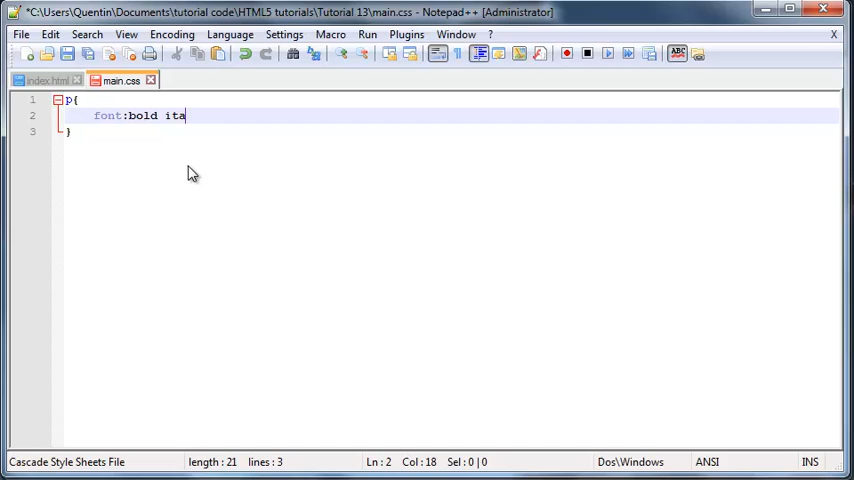 *C:\Users\Quentin\Documents\tutorial code\HTML5 tutorials\Tutorial 13\main.css - Notepad++ [Administrator]
File Edit Search View Encoding Language Settings Macro Run Plugins Window ? X
ABC
index.html main.css
1 p{
2 font:bold ita
3 }
Cascade Style Sheets File length : 21 lines : 3 Ln : 2 Col : 18 Sel : 0 | 0 Dos\Windows ANSI INS